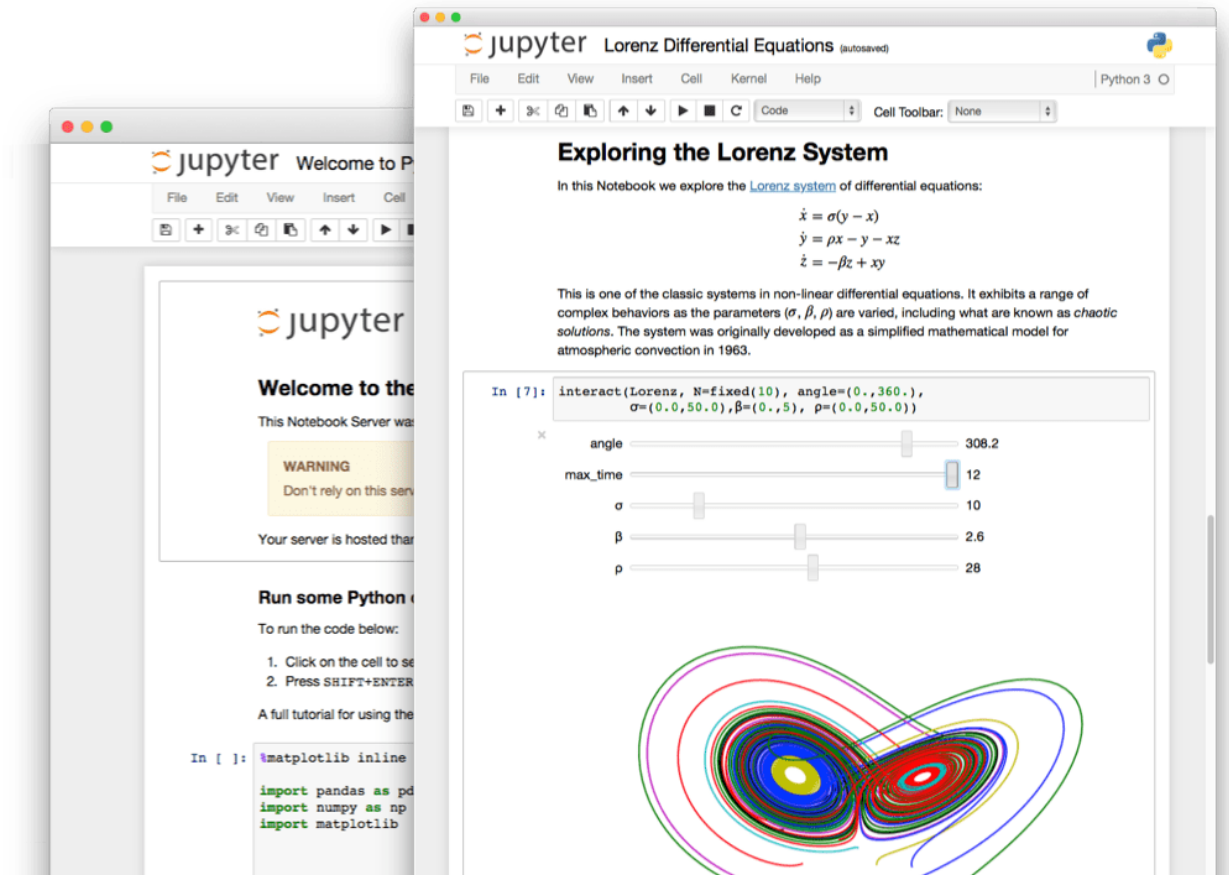 jupyter Lorenz Differential Equations (autosaved)
File Edit View Insert Cell Kernel Help Python 3
Code Cell Toolbar: None
Exploring the Lorenz System
In this Notebook we explore the Lorenz system of differential equations:
ẋ = σ(y − x)
ẏ = ρx − y − xz
ż = −βz + xy
This is one of the classic systems in non-linear differential equations. It exhibits a range of
complex behaviors as the parameters (σ, β, ρ) are varied, including what are known as chaotic
solutions. The system was originally developed as a simplified mathematical model for
atmospheric convection in 1963.
In [7]: interact(Lorenz, N=fixed(10), angle=(0.,360.),
σ=(0.0,50.0),β=(0.,5), ρ=(0.0,50.0))
angle 308.2
max_time 12
σ 10
β 2.6
ρ 28
jupyter Welcome to P
File Edit View Insert Cell
jupyter
Welcome to the
This Notebook Server was
WARNING
Don't rely on this serv
Your server is hosted than
Run some Python
To run the code below:
1. Click on the cell to se
2. Press SHIFT+ENTER
A full tutorial for using the
In [ ]: %matplotlib inline
import pandas as pd
import numpy as np
import matplotlib